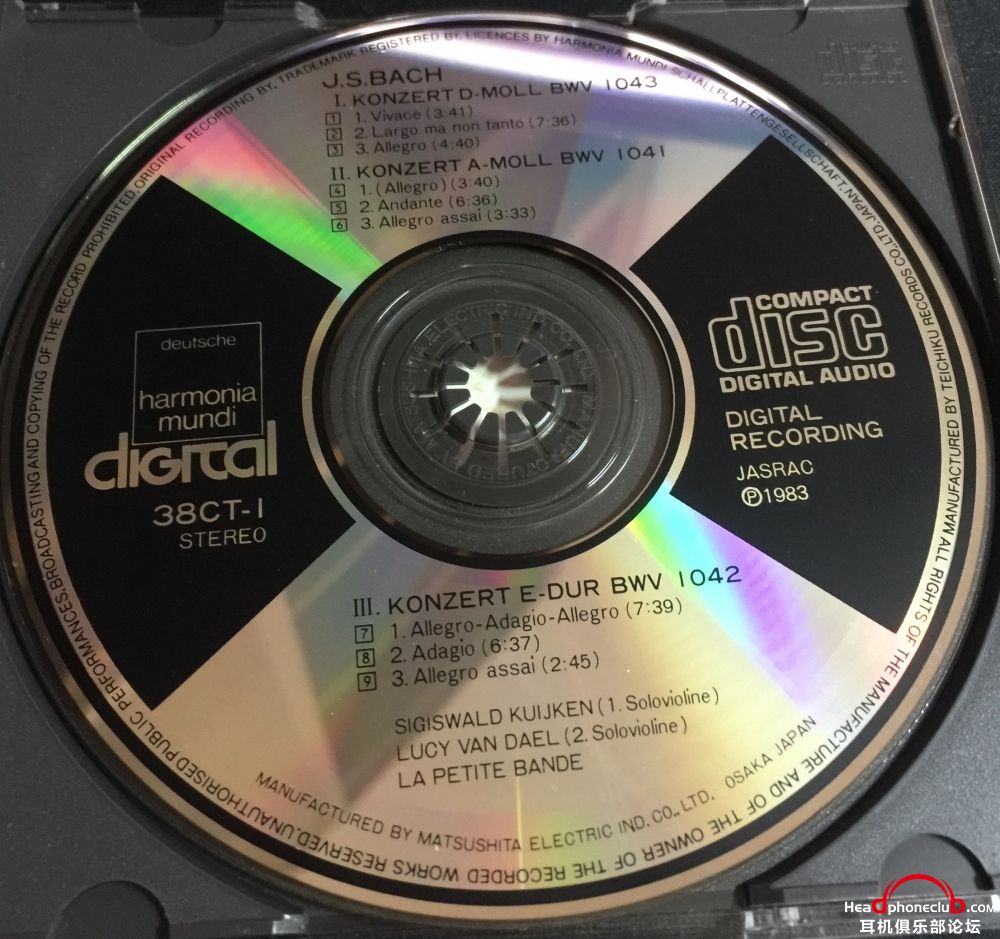 J.S.BACH
I. KONZERT D-MOLL BWV 1043
1 1. Vivace (3:41)
2 2. Largo ma non tanto (7:36)
3 3. Allegro (4:40)
II. KONZERT A-MOLL BWV 1041
4 1. (Allegro) (3:40)
5 2. Andante (6:36)
6 3. Allegro assai (3:33)
deutsche
harmonia
mundi
digital
38CT-1
STEREO
COMPACT
disc
DIGITAL AUDIO
DIGITAL
RECORDING
JASRAC
Ⓟ1983
III. KONZERT E-DUR BWV 1042
7 1. Allegro-Adagio-Allegro (7:39)
8 2. Adagio (6:37)
9 3. Allegro assai (2:45)
SIGISWALD KUIJKEN (1. Solovioline)
LUCY VAN DAEL (2. Solovioline)
LA PETITE BANDE
MANUFACTURED BY MATSUSHITA ELECTRIC IND. CO., LTD. OSAKA JAPAN
ORIGINAL RECORDING BY, TRADEMARK REGISTERED BY, LICENCES BY HARMONIA MUNDI SCHALLPLATTENGESELLSCHAFT. MANUFACTURED BY TEICHIKU RECORDS CO., LTD. JAPAN.
ALL RIGHTS OF THE MANUFACTURE AND OF THE OWNER OF THE RECORDED WORKS RESERVED. UNAUTHORISED PUBLIC PERFORMANCES, BROADCASTING AND COPYING OF THE RECORD PROHIBITED.
HeadphoneClub.com
耳机俱乐部论坛